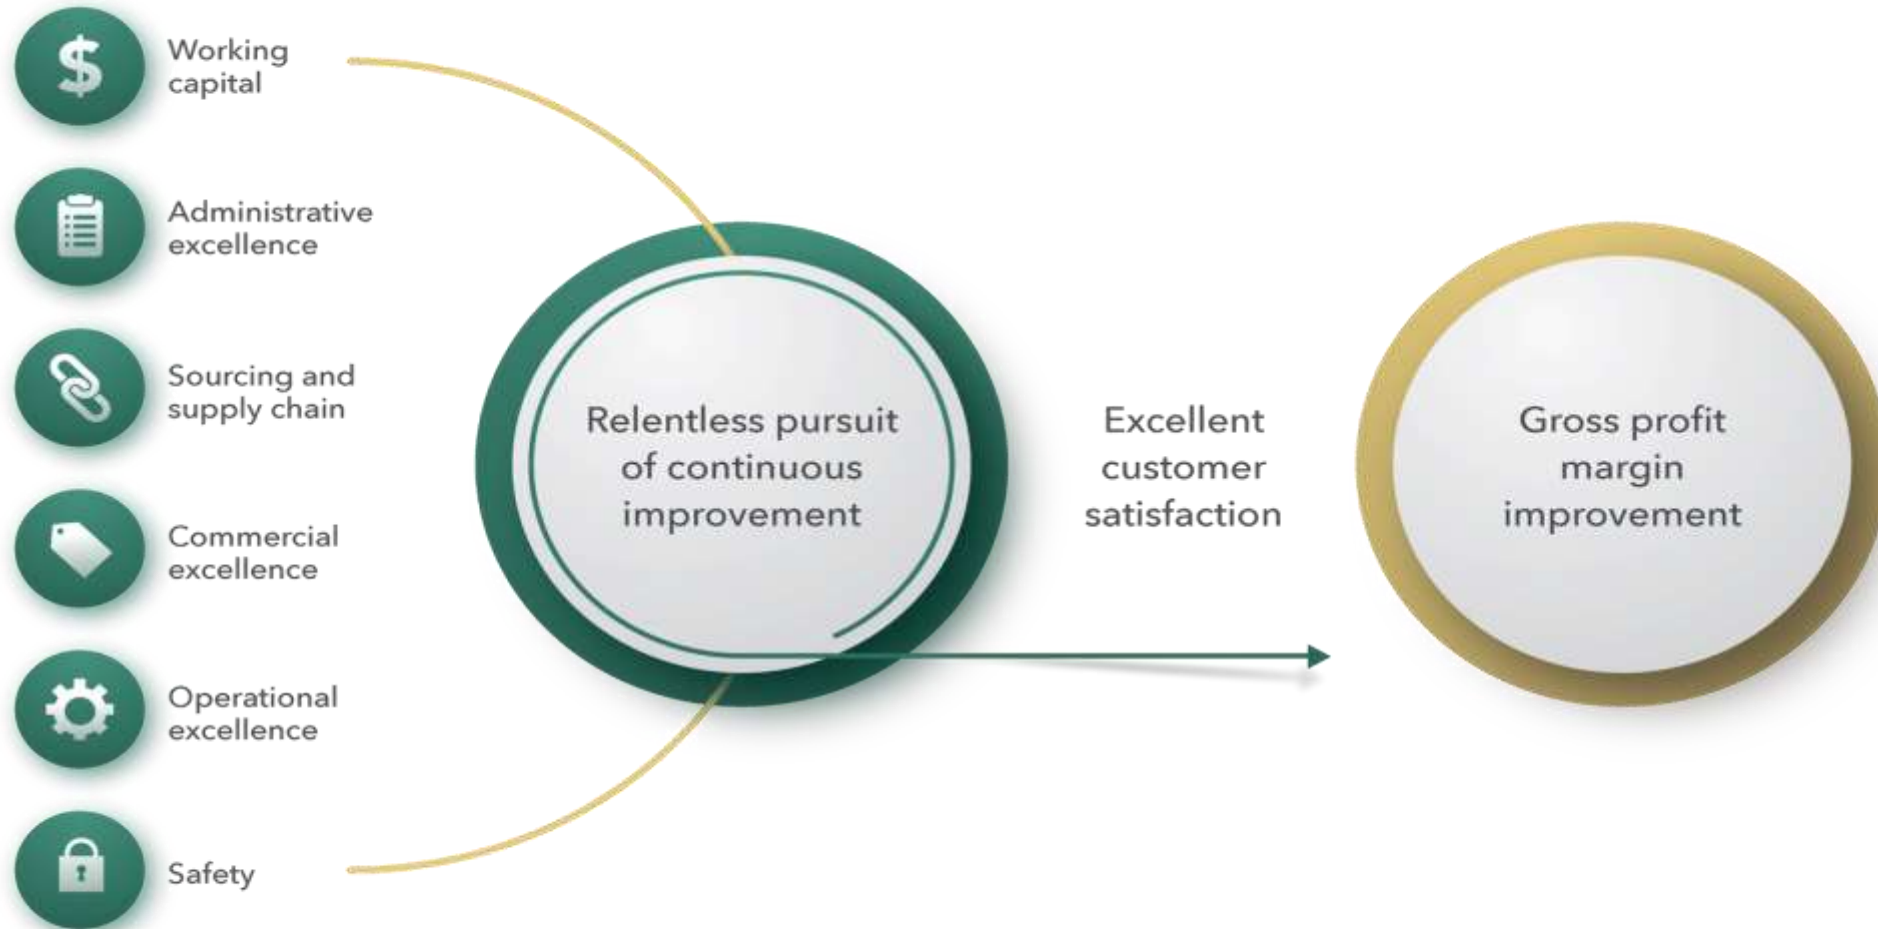 Working
capital
Administrative
excellence
Sourcing and
supply chain
Commercial
excellence
Operational
excellence
Safety
Relentless pursuit
of continuous
improvement
Excellent
customer
satisfaction
Gross profit
margin
improvement